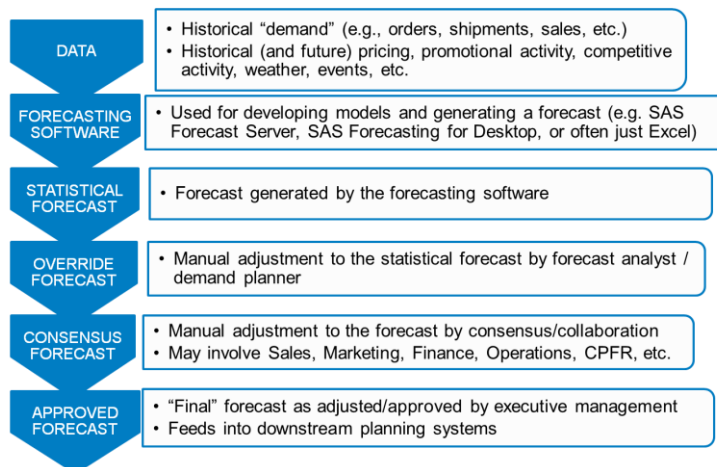 DATA
• Historical “demand” (e.g., orders, shipments, sales, etc.)
• Historical (and future) pricing, promotional activity, competitive
activity, weather, events, etc.
FORECASTING
SOFTWARE
• Used for developing models and generating a forecast (e.g. SAS
Forecast Server, SAS Forecasting for Desktop, or often just Excel)
STATISTICAL
FORECAST
• Forecast generated by the forecasting software
OVERRIDE
FORECAST
• Manual adjustment to the statistical forecast by forecast analyst /
demand planner
CONSENSUS
FORECAST
• Manual adjustment to the forecast by consensus/collaboration
• May involve Sales, Marketing, Finance, Operations, CPFR, etc.
APPROVED
FORECAST
• “Final” forecast as adjusted/approved by executive management
• Feeds into downstream planning systems